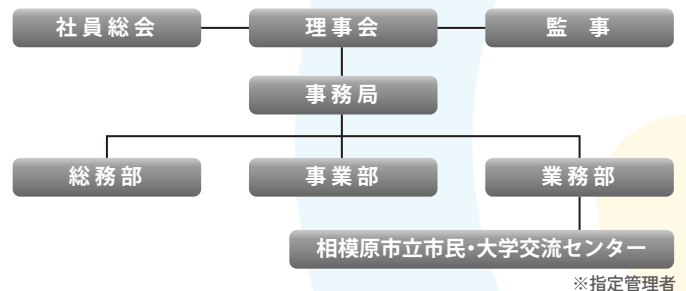 社員総会 理事会 監 事
事務局
総務部 事業部 業務部
相模原市立市民・大学交流センター
※指定管理者